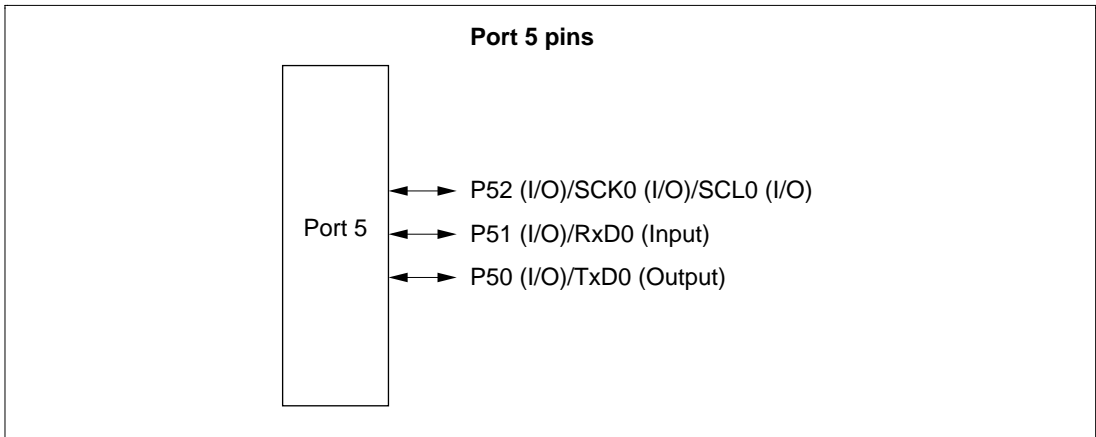 Port 5 pins
P52 (I/O)/SCK0 (I/O)/SCL0 (I/O)
Port 5
P51 (I/O)/RxD0 (Input)
P50 (I/O)/TxD0 (Output)